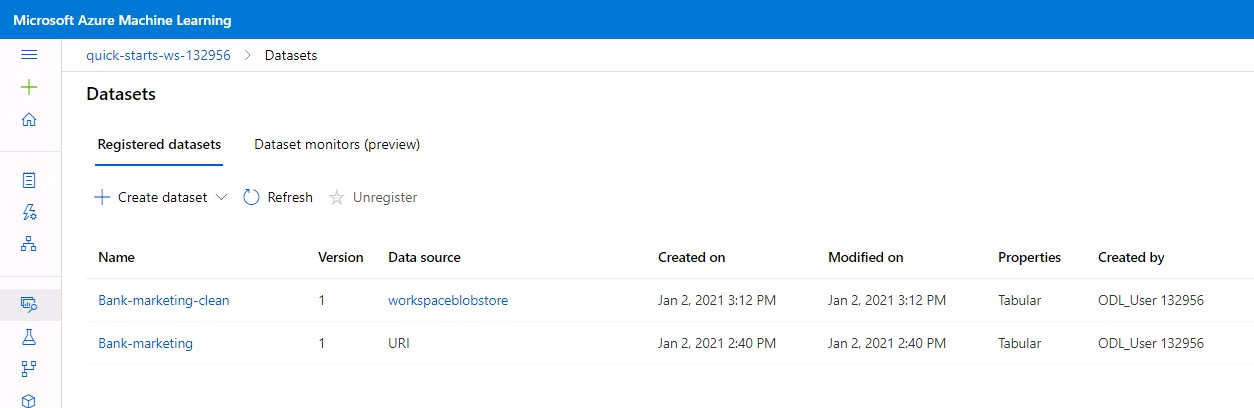 Microsoft Azure Machine Learning
quick-starts-ws-132956 > Datasets
Datasets
Registered datasets Dataset monitors (preview)
Create dataset Refresh Unregister
Name Version Data source Created on Modified on Properties Created by
Bank-marketing-clean 1 workspaceblobstore Jan 2, 2021 3:12 PM Jan 2, 2021 3:12 PM Tabular ODL_User 132956
Bank-marketing 1 URI Jan 2, 2021 2:40 PM Jan 2, 2021 2:40 PM Tabular ODL_User 132956